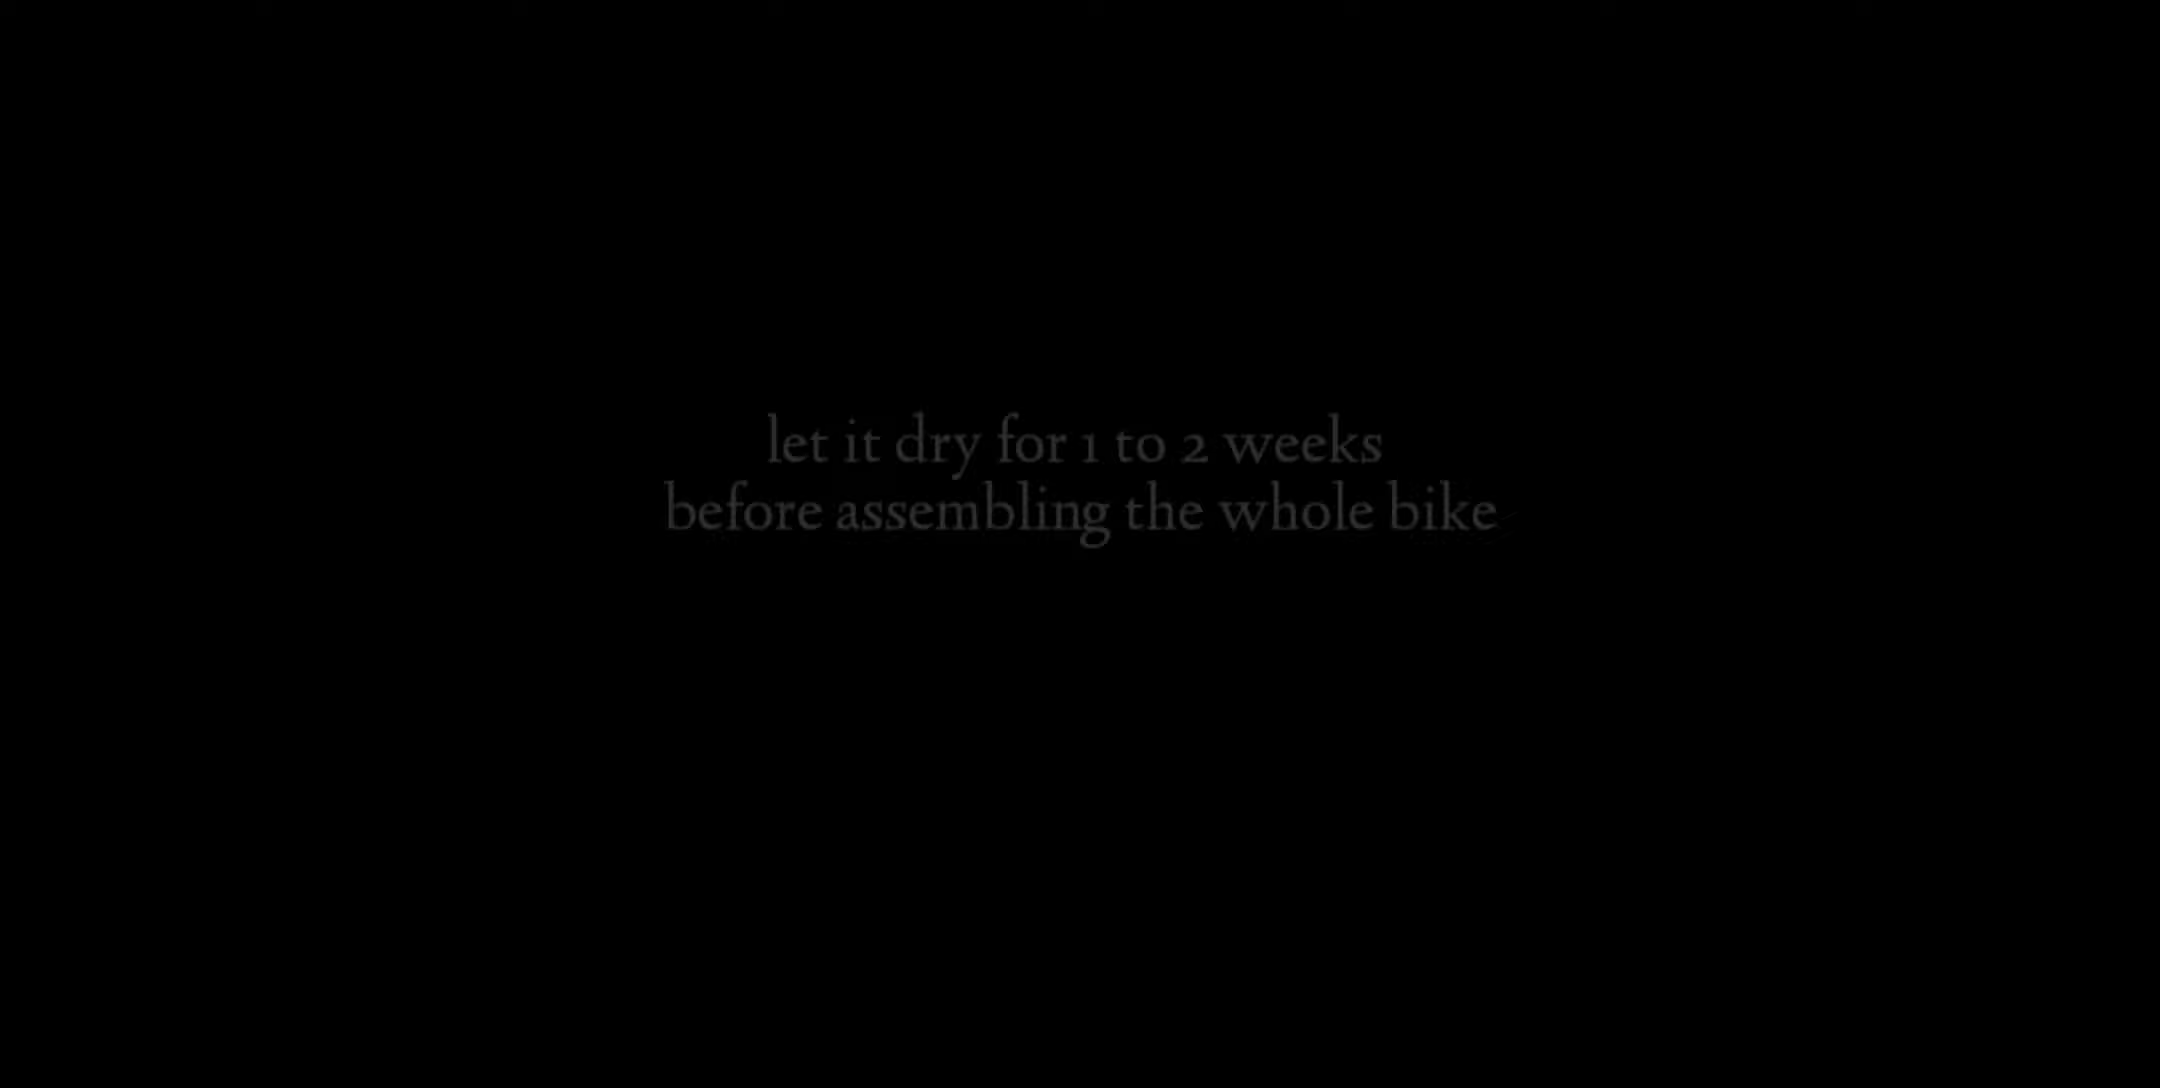 let it dry for 1 to 2 weeks
before assembling the whole bike